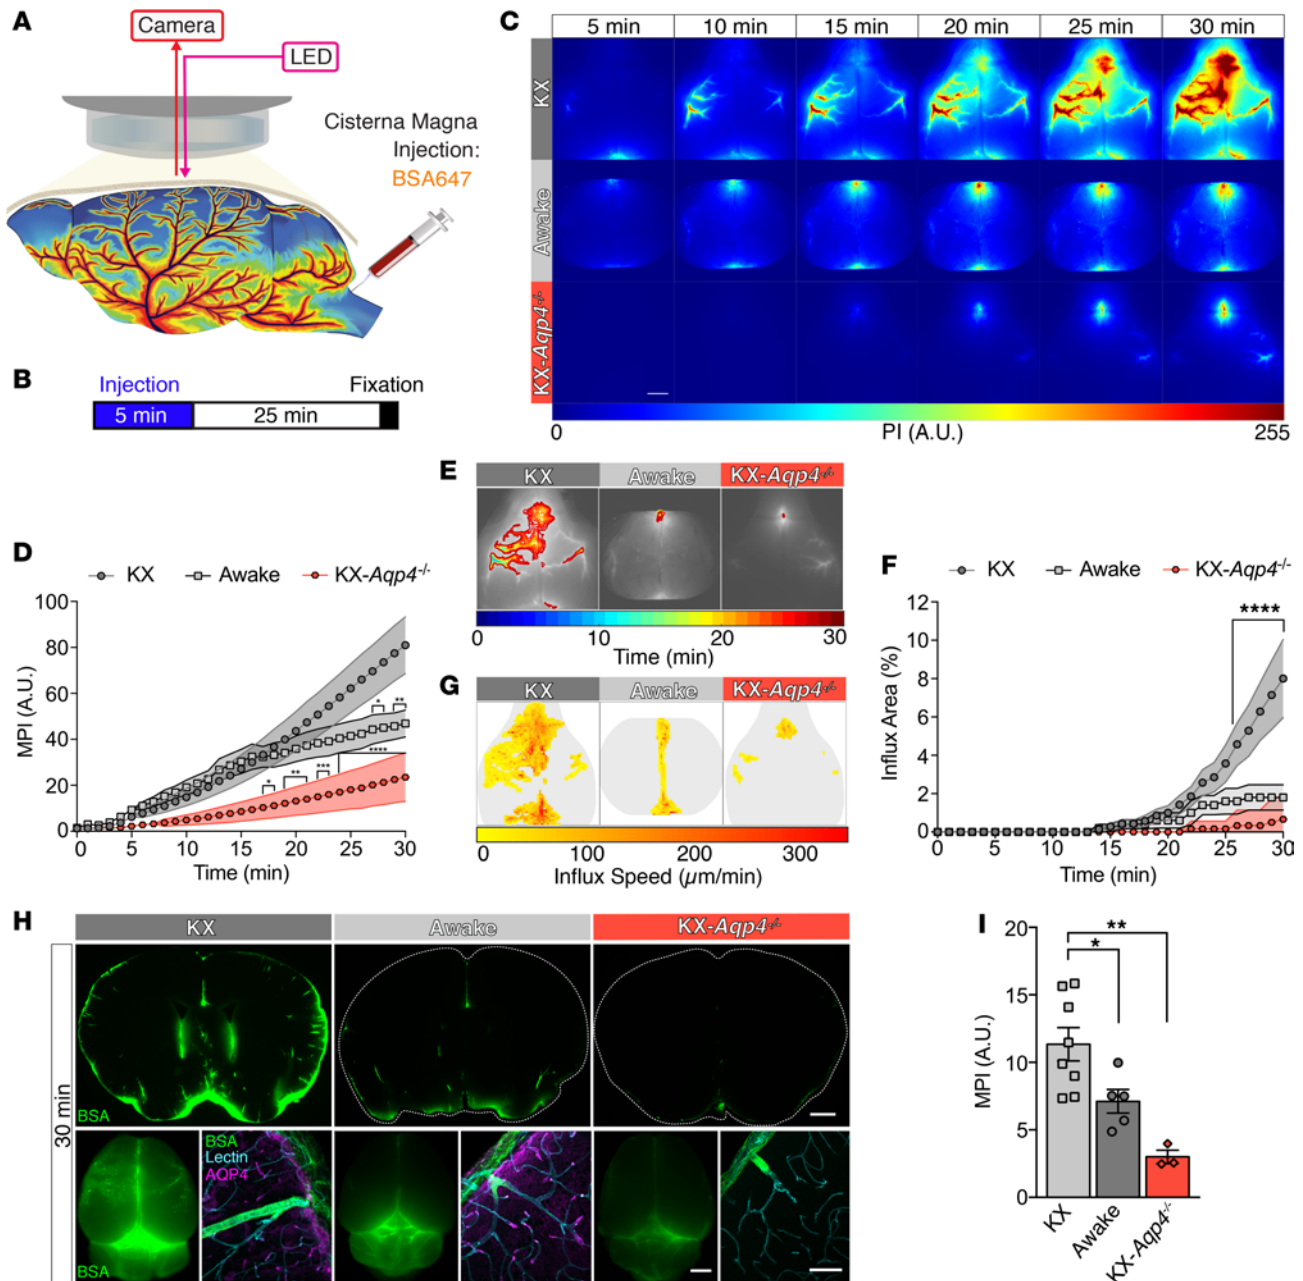 A
Camera
LED
Cisterna Magna
Injection:
BSA647
B
Injection
Fixation
5 min
25 min
C
5 min 10 min 15 min 20 min 25 min 30 min
KX
Awake
KX-Aqp4-/-
0 PI (A.U.) 255
D
KX Awake KX-Aqp4-/-
MPI (A.U.)
100
80
60
40
20
0
* **
****
* ** ***
0 5 10 15 20 25 30
Time (min)
E
KX Awake KX-Aqp4-/-
0 10 20 30
Time (min)
F
KX Awake KX-Aqp4-/-
Influx Area (%)
12
10
8
6
4
2
0
****
0 5 10 15 20 25 30
Time (min)
G
KX Awake KX-Aqp4-/-
0 100 200 300
Influx Speed (µm/min)
H
KX Awake KX-Aqp4-/-
30 min
BSA
BSA
BSA
Lectin
AQP4
I
MPI (A.U.)
20
15
10
5
0
**
*
KX
Awake
KX-Aqp4-/-